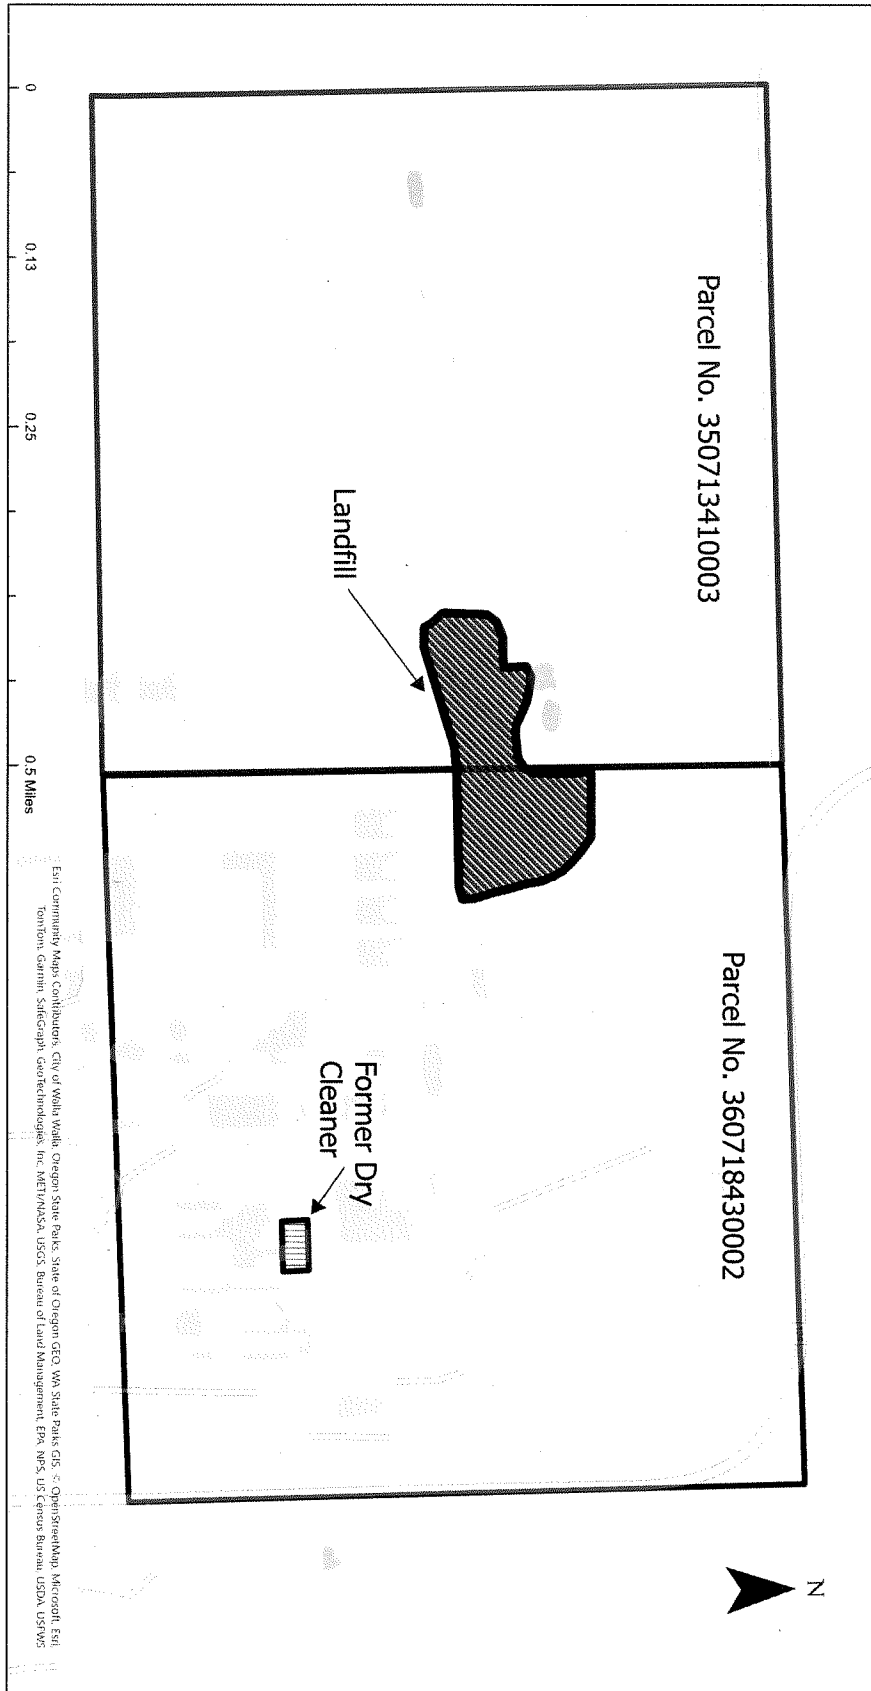 Parcel No. 350713410003
Parcel No. 360718430002
Landfill
Former Dry
Cleaner
N
0
0.13
0.25
0.5 Miles
Esri Community Maps Contributors, City of Walla Walla, Oregon State Parks, State of Oregon GEO, WA State Parks GIS, © OpenStreetMap, Microsoft, Esri,
TomTom, Garmin, SafeGraph, GeoTechnologies, Inc, METI/NASA, USGS, Bureau of Land Management, EPA, NPS, US Census Bureau, USDA, USFWS